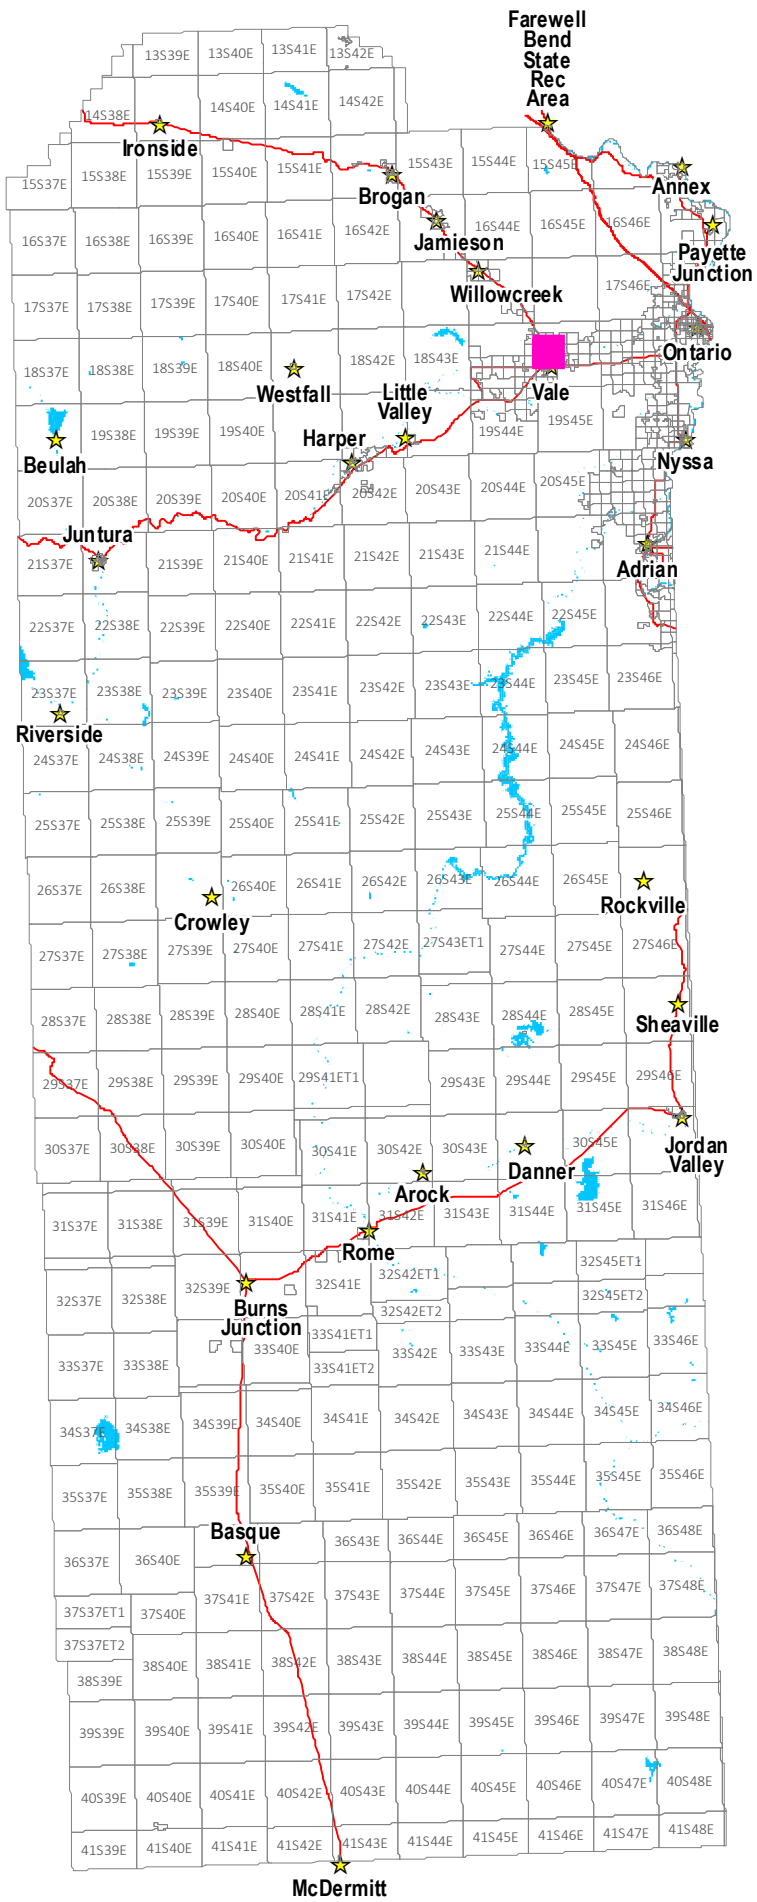 Farewell
Bend
State
Rec
Area
13S39E 13S40E 13S41E 13S42E
14S38E 14S40E 14S41E 14S42E
Ironside
15S37E 15S38E 15S39E 15S40E 15S41E 15S43E 15S44E 15S45E
Brogan
Annex
16S37E 16S38E 16S39E 16S40E 16S41E 16S42E 16S44E 16S45E 16S46E
Jamieson
Payette
Junction
Willowcreek
17S37E 17S38E 17S39E 17S40E 17S41E 17S42E 17S46E
Ontario
18S37E 18S38E 18S39E 18S40E 18S42E 18S43E
Westfall
Little
Valley
Vale
19S38E 19S39E 19S40E 19S44E 19S45E
Beulah
Harper
Nyssa
20S37E 20S38E 20S39E 20S40E 20S41E 20S42E 20S43E 20S44E 20S45E
Juntura
21S37E 21S39E 21S40E 21S41E 21S42E 21S43E 21S44E
Adrian
22S37E 22S38E 22S39E 22S40E 22S41E 22S42E 22S43E 22S44E 22S45E
23S37E 23S38E 23S39E 23S40E 23S41E 23S42E 23S43E 23S44E 23S45E 23S46E
Riverside
24S37E 24S38E 24S39E 24S40E 24S41E 24S42E 24S43E 24S44E 24S45E 24S46E
25S37E 25S38E 25S39E 25S40E 25S41E 25S42E 25S43E 25S44E 25S45E 25S46E
26S37E 26S38E 26S40E 26S41E 26S42E 26S43E 26S44E 26S45E
Crowley
Rockville
27S37E 27S38E 27S39E 27S40E 27S41E 27S42E 27S43ET1 27S44E 27S45E 27S46E
28S37E 28S38E 28S39E 28S40E 28S41E 28S42E 28S43E 28S44E 28S45E
Sheaville
29S37E 29S38E 29S39E 29S40E 29S41ET1 29S43E 29S44E 29S45E 29S46E
30S37E 30S38E 30S39E 30S40E 30S41E 30S42E 30S43E 30S45E
Danner
Jordan
Valley
Arock
31S37E 31S38E 31S39E 31S40E 31S41E 31S42E 31S43E 31S44E 31S45E 31S46E
Rome
32S37E 32S38E 32S39E 32S41E 32S42ET1 32S45ET1
32S42ET2 32S45ET2
Burns
Junction
33S41ET1
33S37E 33S38E 33S40E 33S42E 33S43E 33S44E 33S45E 33S46E
33S41ET2
34S37E 34S38E 34S39E 34S40E 34S41E 34S42E 34S43E 34S44E 34S45E 34S46E
35S37E 35S38E 35S39E 35S40E 35S41E 35S42E 35S43E 35S44E 35S45E 35S46E
Basque
36S37E 36S40E 36S43E 36S44E 36S45E 36S46E 36S47E 36S48E
37S37ET1 37S40E 37S41E 37S42E 37S43E 37S44E 37S45E 37S46E 37S47E 37S48E
37S37ET2
38S39E 38S40E 38S41E 38S42E 38S43E 38S44E 38S45E 38S46E 38S47E 38S48E
39S39E 39S40E 39S41E 39S42E 39S43E 39S44E 39S45E 39S46E 39S47E 39S48E
40S39E 40S40E 40S41E 40S42E 40S43E 40S44E 40S45E 40S46E 40S47E 40S48E
41S39E 41S40E 41S41E 41S42E 41S43E 41S44E 41S45E 41S46E 41S47E 41S48E
McDermitt